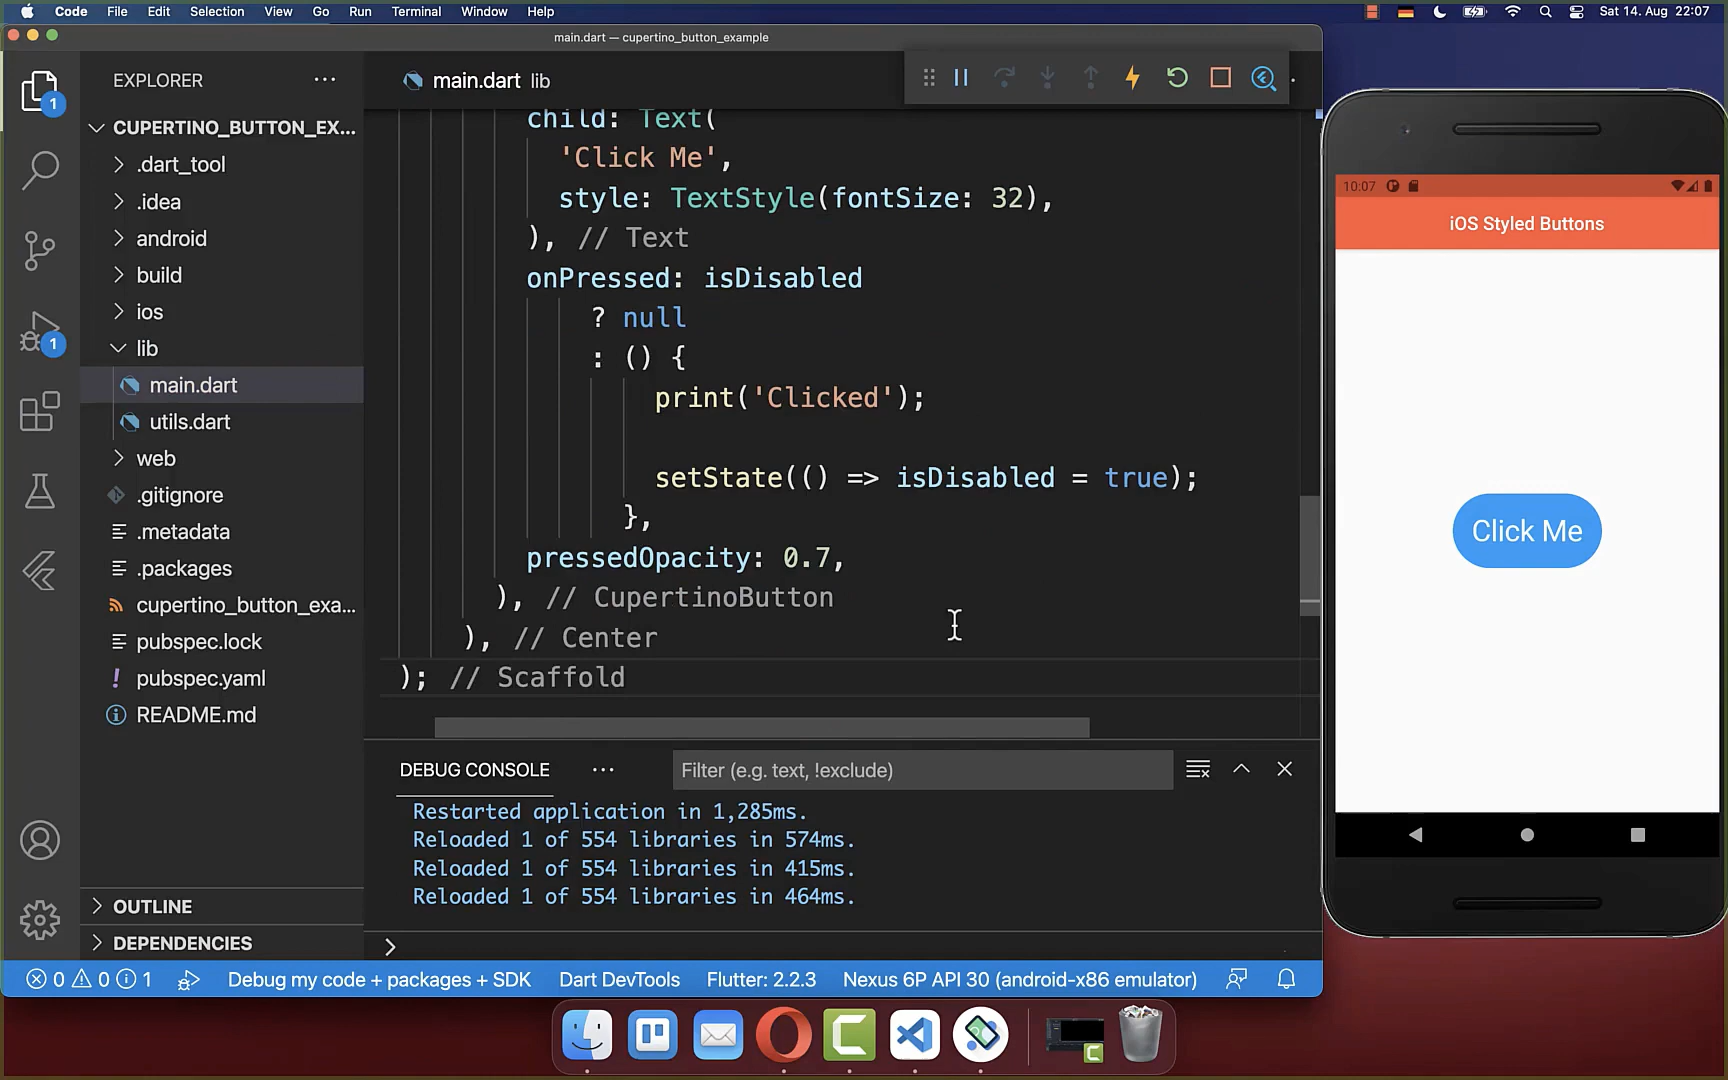 Code File Edit Selection View Go Run Terminal Window Help
Sat 14. Aug 22:07
main.dart — cupertino_button_example
EXPLORER
CUPERTINO_BUTTON_EX...
.dart_tool
.idea
android
build
ios
lib
main.dart
utils.dart
web
.gitignore
.metadata
.packages
cupertino_button_exa...
pubspec.lock
! pubspec.yaml
README.md
OUTLINE
DEPENDENCIES
1
1
main.dart lib
child: Text(
'Click Me',
style: TextStyle(fontSize: 32),
), // Text
onPressed: isDisabled
? null
: () {
print('Clicked');
setState(() => isDisabled = true);
},
pressedOpacity: 0.7,
), // CupertinoButton
), // Center
); // Scaffold
DEBUG CONSOLE
Filter (e.g. text, !exclude)
Restarted application in 1,285ms.
Reloaded 1 of 554 libraries in 574ms.
Reloaded 1 of 554 libraries in 415ms.
Reloaded 1 of 554 libraries in 464ms.
0 0 1 Debug my code + packages + SDK Dart DevTools Flutter: 2.2.3 Nexus 6P API 30 (android-x86 emulator)
10:07
iOS Styled Buttons
Click Me